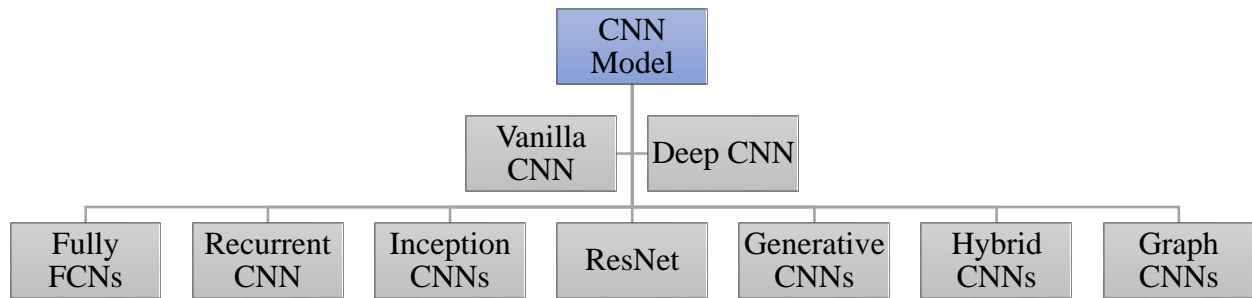 CNN
Model
Vanilla
CNN
Deep CNN
Fully
FCNs
Recurrent
CNN
Inception
CNNs
ResNet
Generative
CNNs
Hybrid
CNNs
Graph
CNNs